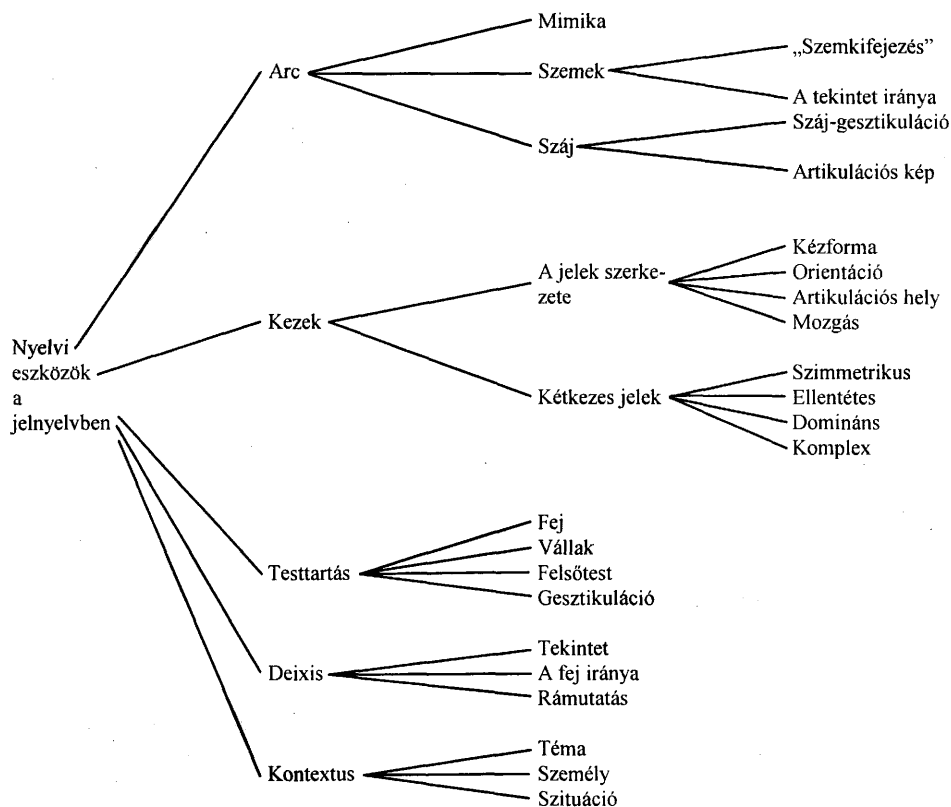 Nyelvi
eszközök
a
jelnyelvben
Arc
Mimika
Szemek
„Szemkifejezés”
A tekintet iránya
Száj
Száj-gesztikuláció
Artikulációs kép
Kezek
A jelek szerke-
zete
Kézforma
Orientáció
Artikulációs hely
Mozgás
Kétkezes jelek
Szimmetrikus
Ellentétes
Domináns
Komplex
Testtartás
Fej
Vállak
Felsőtest
Gesztikuláció
Deixis
Tekintet
A fej iránya
Rámutatás
Kontextus
Téma
Személy
Szituáció